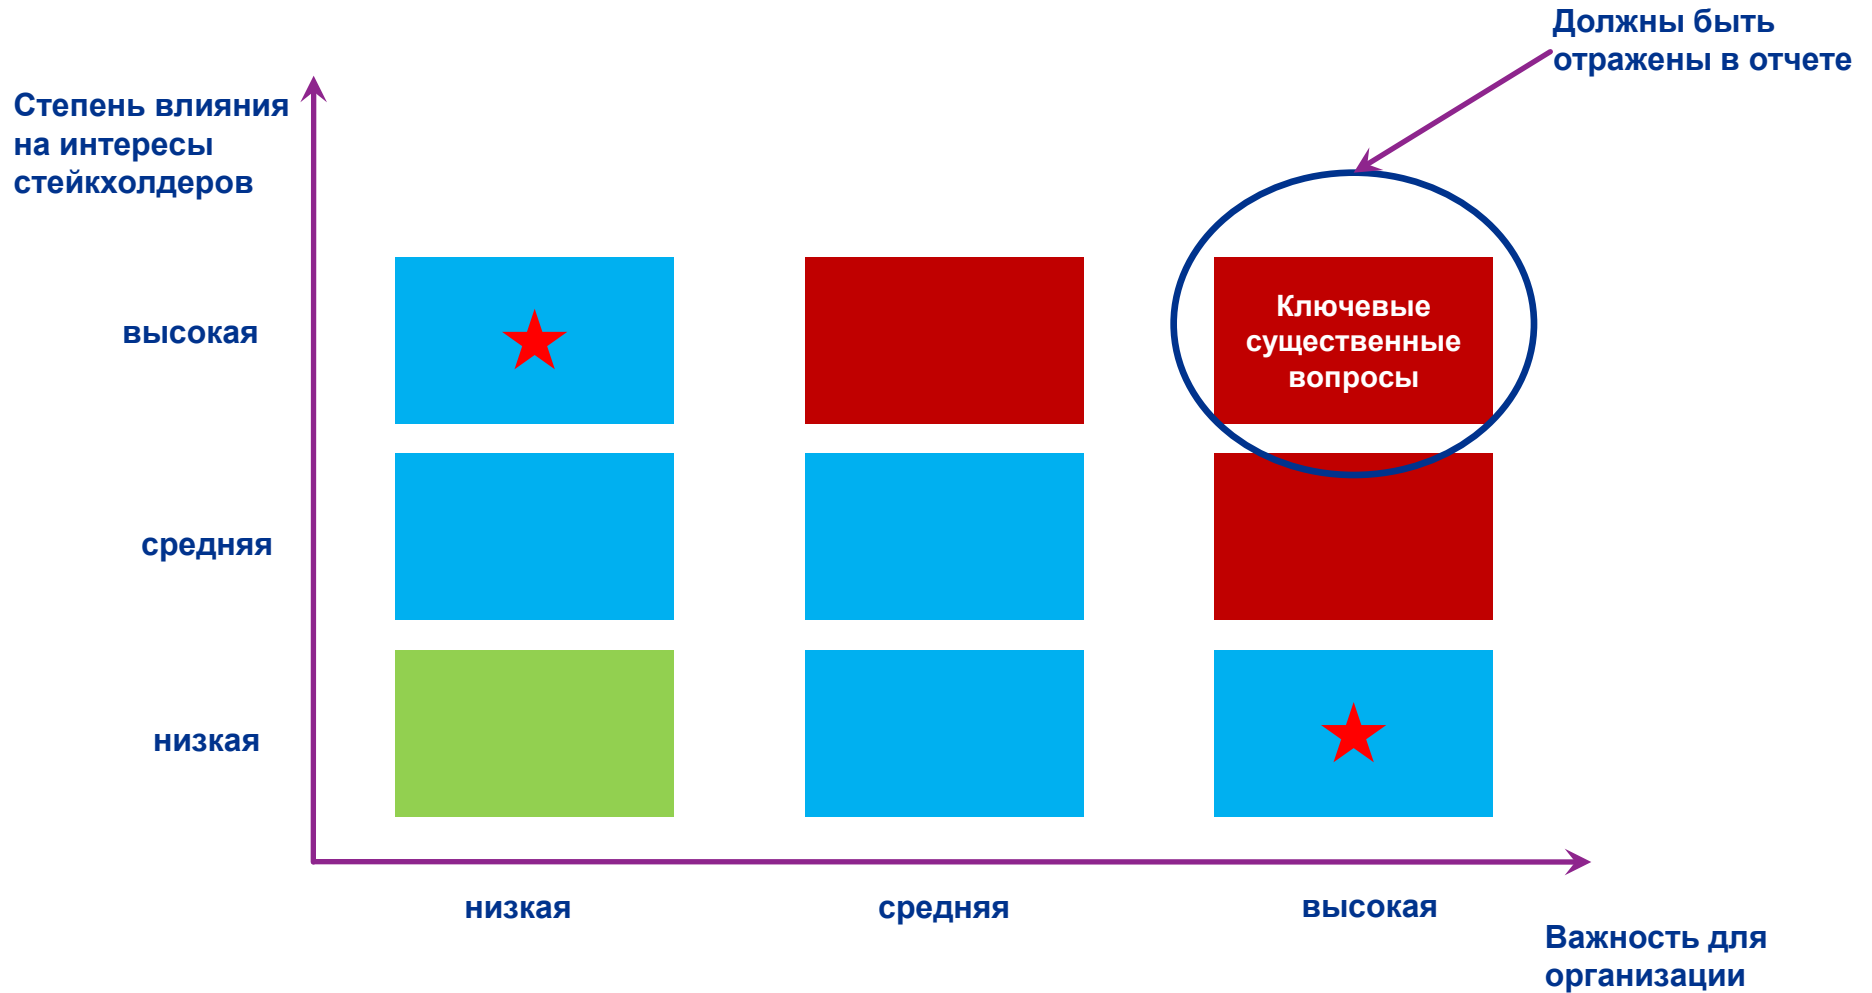 Должны быть
отражены в отчете
Степень влияния
на интересы
стейкхолдеров
высокая
Ключевые
существенные
вопросы
средняя
низкая
низкая
средняя
высокая
Важность для
организации